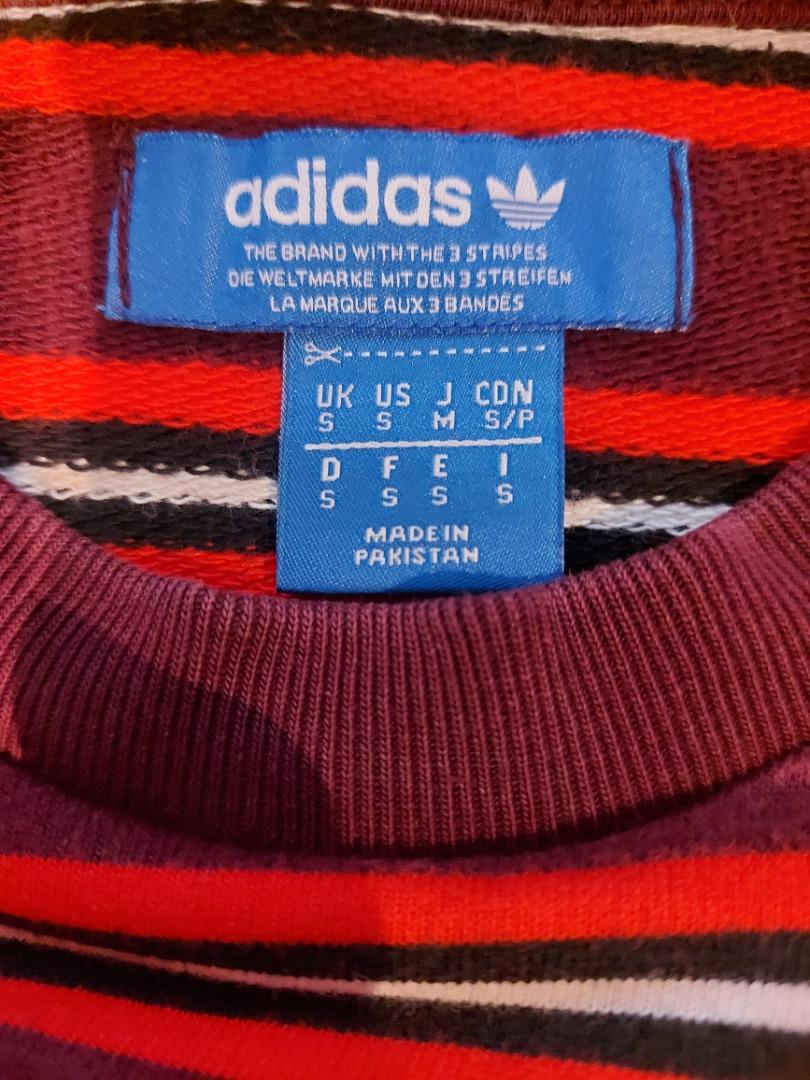 adidas
THE BRAND WITH THE 3 STRIPES
DIE WELTMARKE MIT DEN 3 STREIFEN
LA MARQUE AUX 3 BANDES
UK US J CDN
S S M S/P
D F E I
S S S S
MADE IN
PAKISTAN